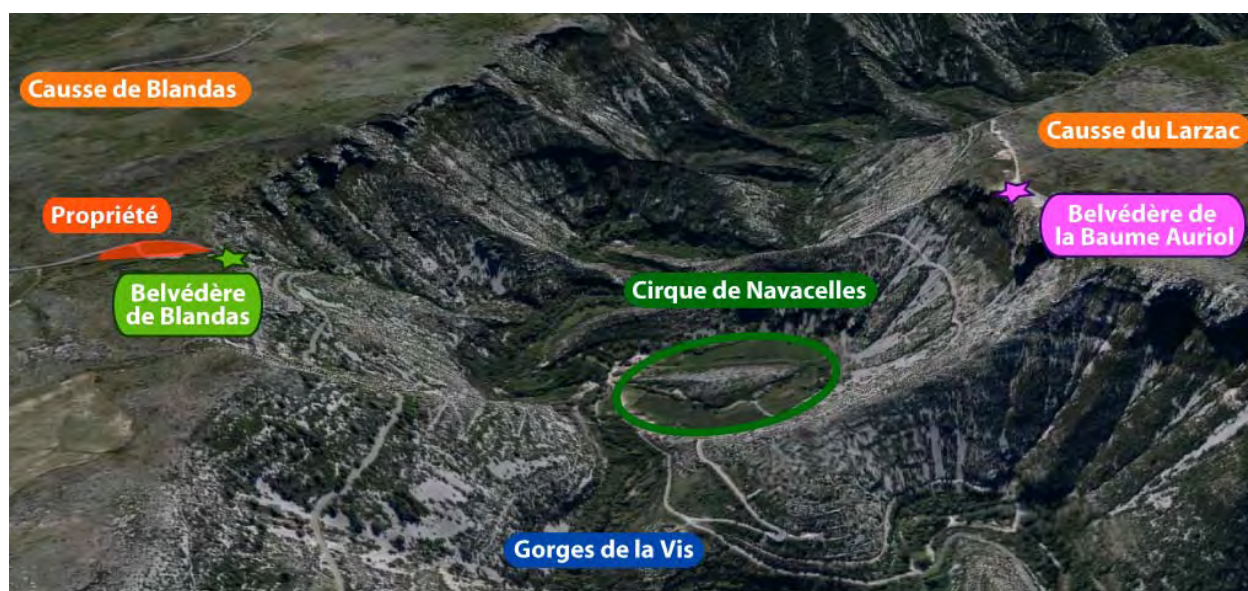 Causse de Blandas
Causse du Larzac
Propriété
Belvédère de
la Baume Auriol
Belvédère
de Blandas
Cirque de Navacelles
Gorges de la Vis